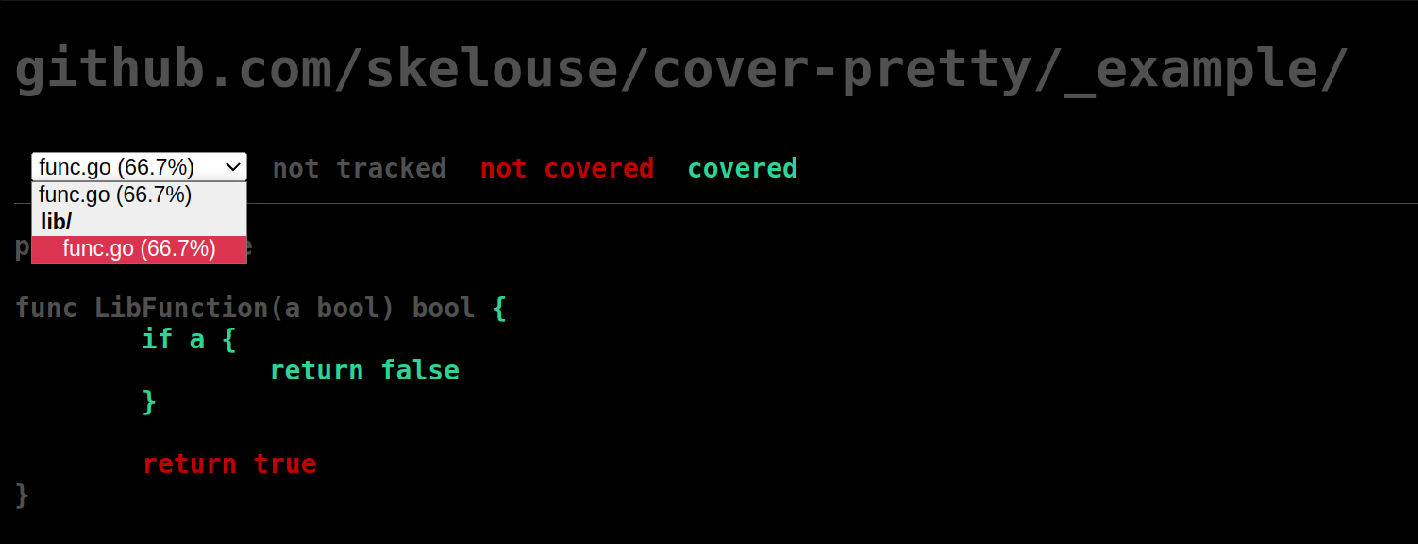 github.com/skelouse/cover-pretty/_example/
func.go (66.7%) not tracked not covered covered
func.go (66.7%)
lib/
func.go (66.7%)
func LibFunction(a bool) bool {
if a {
return false
}
return true
}